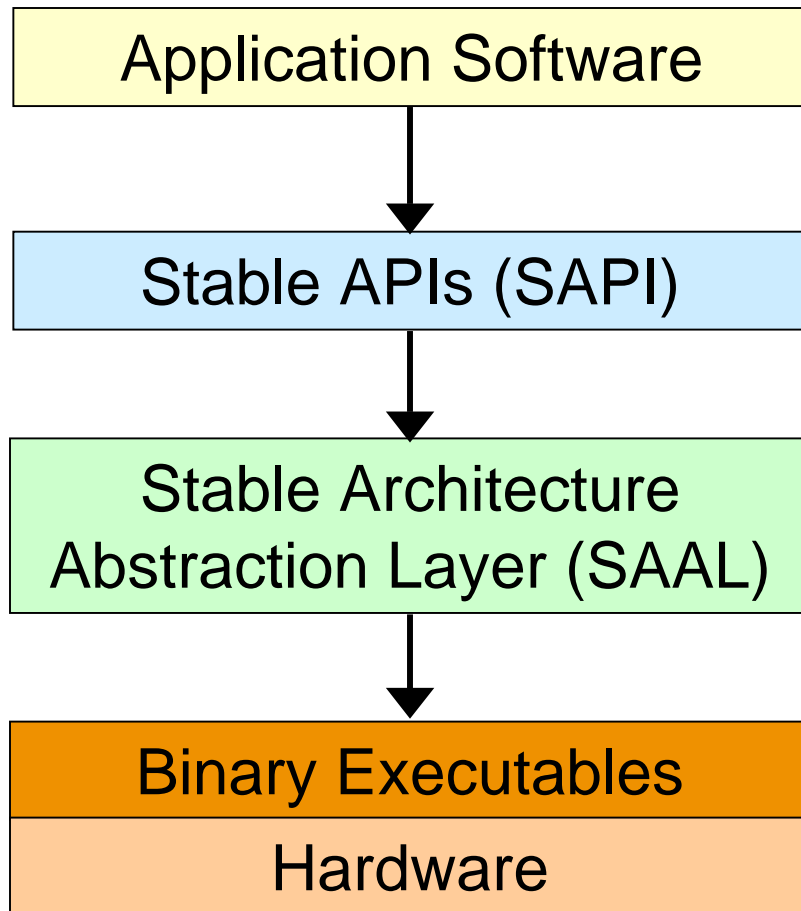 Application Software
Stable APIs (SAPI)
Stable Architecture
Abstraction Layer (SAAL)
Binary Executables
Hardware